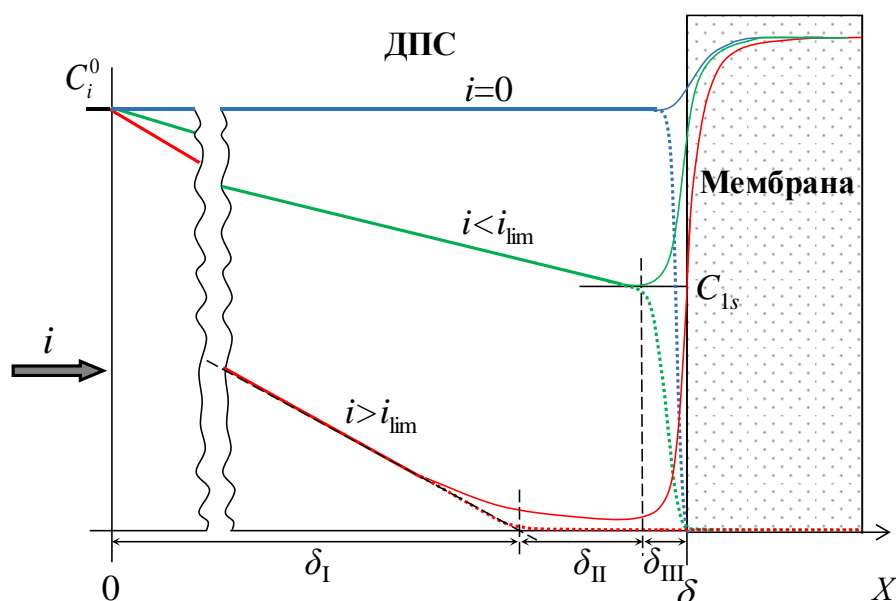 ДПС
C_i^0
i=0
Мембрана
i<i_lim
C_1s
i
i>i_lim
δ_I
δ_II
δ_III
0
δ
X